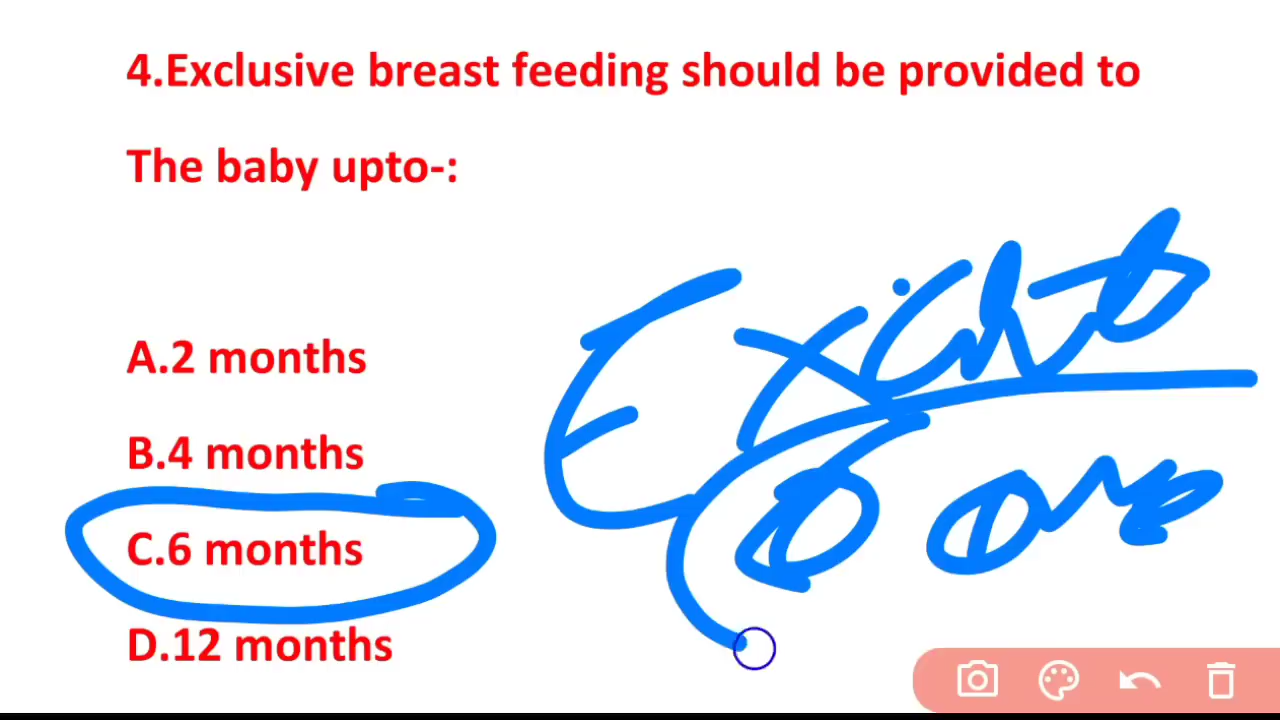 4.Exclusive breast feeding should be provided to
The baby upto-:
A.2 months
B.4 months
C.6 months
D.12 months